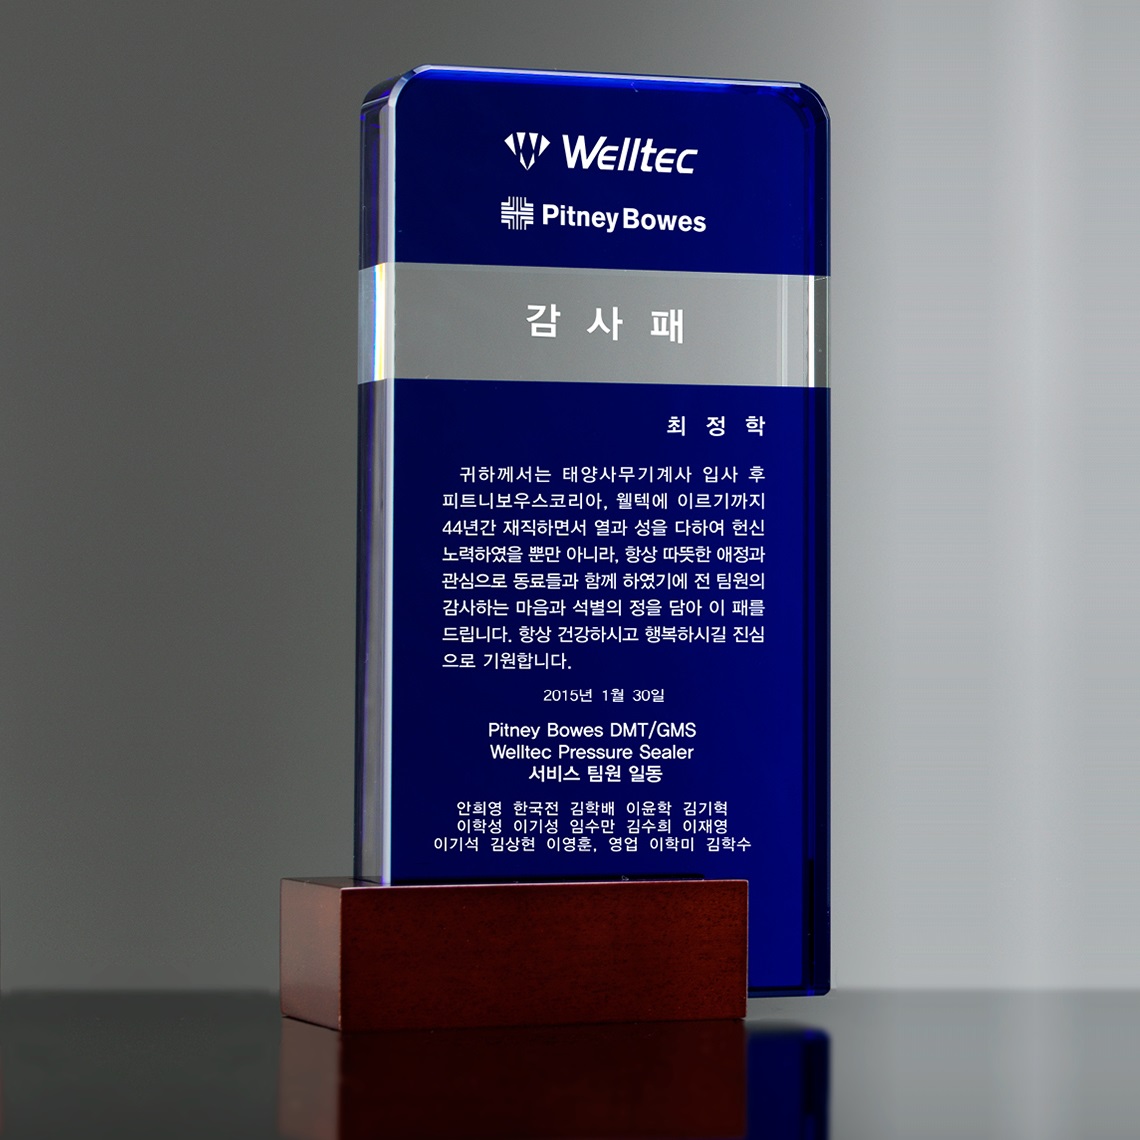 Welltec
Pitney Bowes
감 사 패
최 정 학
귀하께서는 태양사무기계사 입사 후
피트니보우스코리아, 웰텍에 이르기까지
44년간 재직하면서 열과 성을 다하여 헌신
노력하였을 뿐만 아니라, 항상 따뜻한 애정과
관심으로 동료들과 함께 하였기에 전 팀원의
감사하는 마음과 석별의 정을 담아 이 패를
드립니다. 항상 건강하시고 행복하시길 진심
으로 기원합니다.
2015년 1월 30일
Pitney Bowes DMT/GMS
Welltec Pressure Sealer
서비스 팀원 일동
안희영 한국전 김학배 이윤학 김기혁
이학성 이기성 임수만 김수희 이재영
이기석 김상현 이영훈, 영업 이학미 김학수